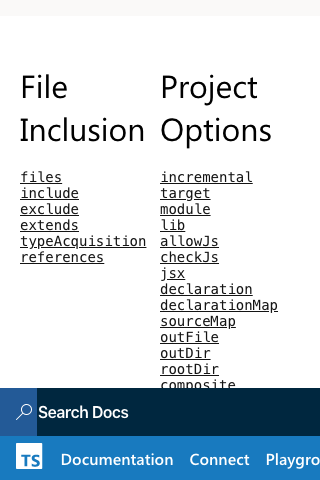 File
Inclusion
files
include
exclude
extends
typeAcquisition
references
Project
Options
incremental
target
module
lib
allowJs
checkJs
jsx
declaration
declarationMap
sourceMap
outFile
outDir
rootDir
composite
Search Docs
TS Documentation Connect Playgro